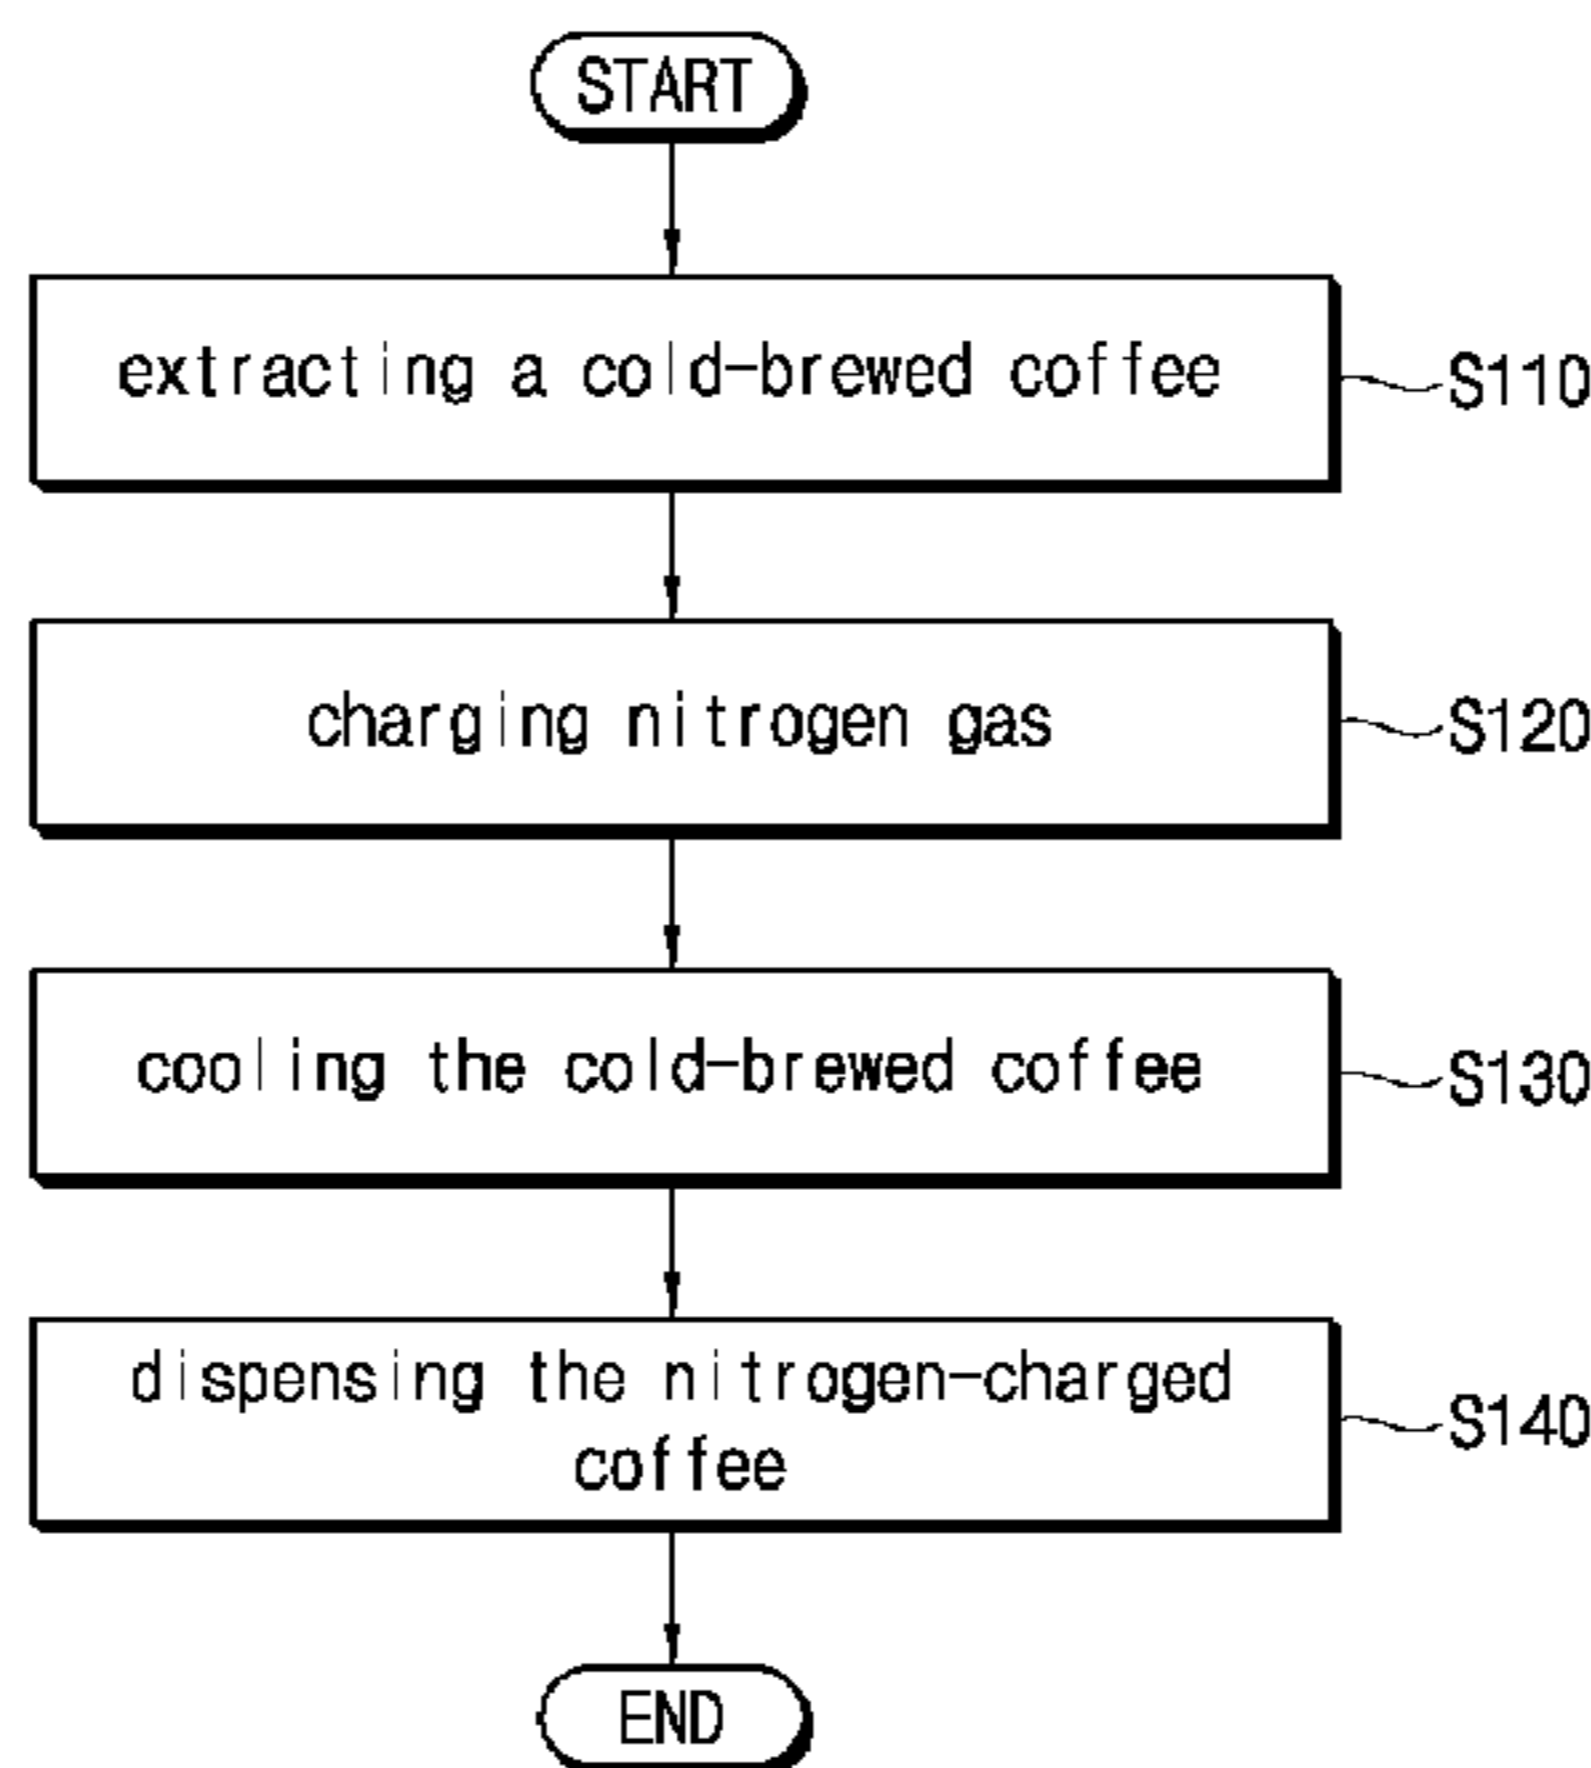 START
extracting a cold-brewed coffee
S110
charging nitrogen gas
S120
cooling the cold-brewed coffee
S130
dispensing the nitrogen-charged
coffee
S140
END